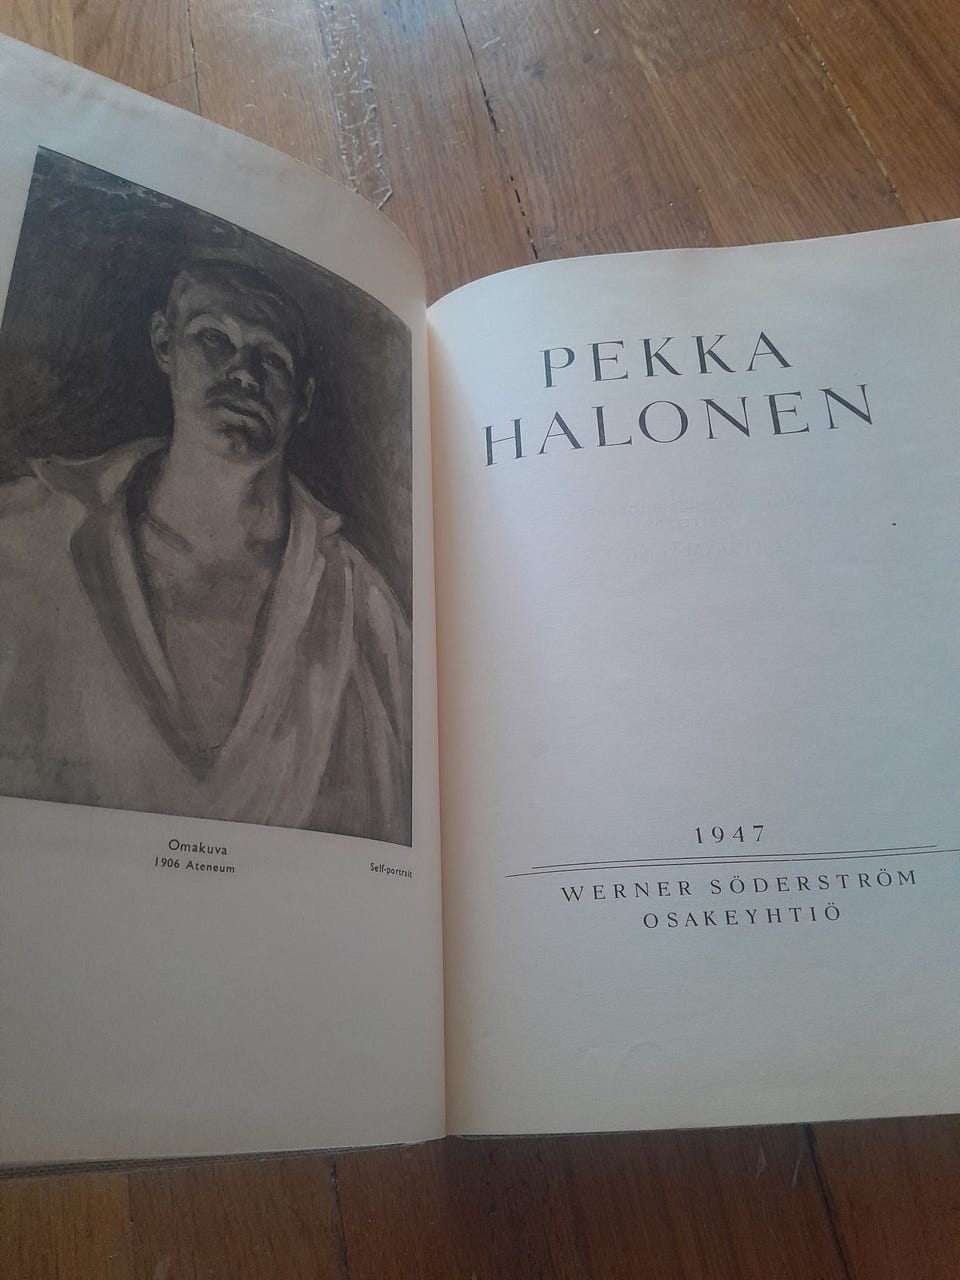 Omakuva
1906 Ateneum
Self-portrait
PEKKA
HALONEN
1947
WERNER SÖDERSTRÖM
OSAKEYHTIÖ